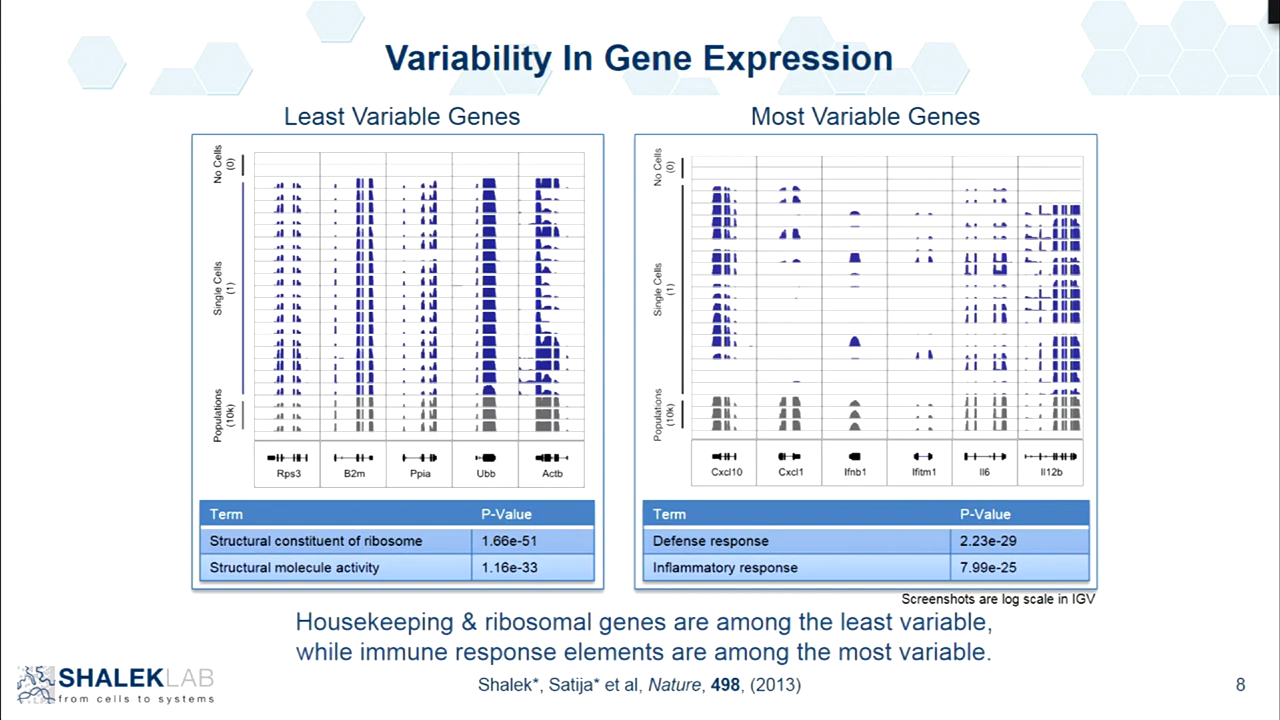 Variability In Gene Expression
Least Variable Genes
No Cells
(0)
Single Cells
(1)
Populations
(10k)
Rps3 B2m Ppia Ubb Actb
Term P-Value
Structural constituent of ribosome 1.66e-51
Structural molecule activity 1.16e-33
Most Variable Genes
No Cells
(0)
Single Cells
(1)
Populations
(10k)
Cxcl10 Cxcl1 Ifnb1 Ifitm1 Il6 Il12b
Term P-Value
Defense response 2.23e-29
Inflammatory response 7.99e-25
Screenshots are log scale in IGV
Housekeeping & ribosomal genes are among the least variable,
while immune response elements are among the most variable.
SHALEKLAB
from cells to systems
Shalek*, Satija* et al, Nature, 498, (2013)
8